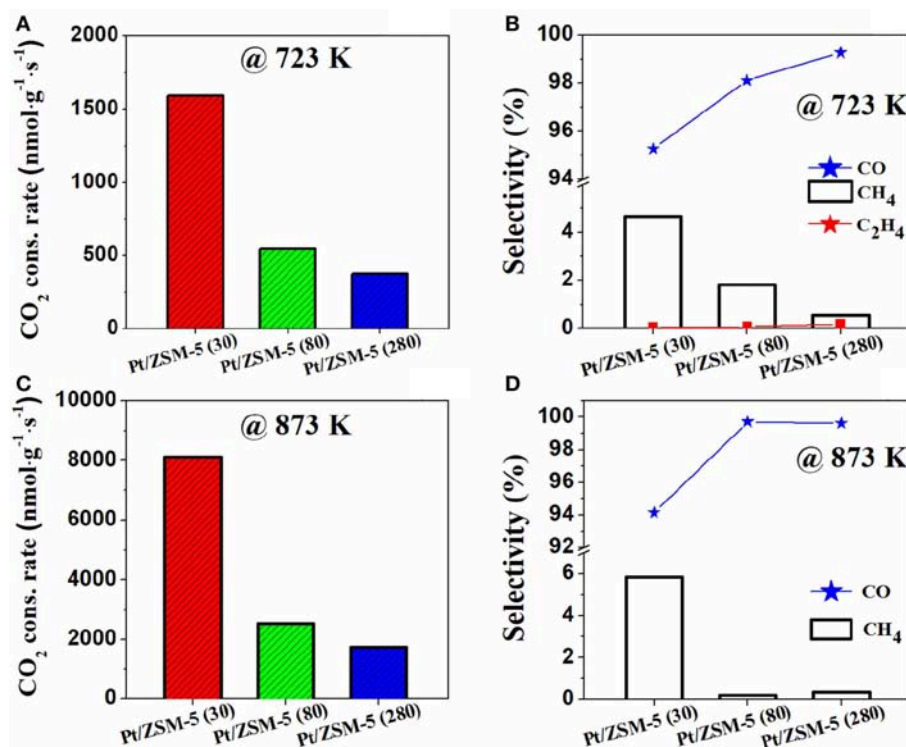 A
CO2 cons. rate (nmol·g-1·s-1)
2000
1500
1000
500
0
@ 723 K
Pt/ZSM-5 (30)
Pt/ZSM-5 (80)
Pt/ZSM-5 (280)
B
Selectivity (%)
100
98
96
94
4
2
0
@ 723 K
CO
CH4
C2H4
Pt/ZSM-5 (30)
Pt/ZSM-5 (80)
Pt/ZSM-5 (280)
C
CO2 cons. rate (nmol·g-1·s-1)
10000
8000
6000
4000
2000
0
@ 873 K
Pt/ZSM-5 (30)
Pt/ZSM-5 (80)
Pt/ZSM-5 (280)
D
Selectivity (%)
100
98
96
94
92
6
4
2
0
@ 873 K
CO
CH4
Pt/ZSM-5 (30)
Pt/ZSM-5 (80)
Pt/ZSM-5 (280)